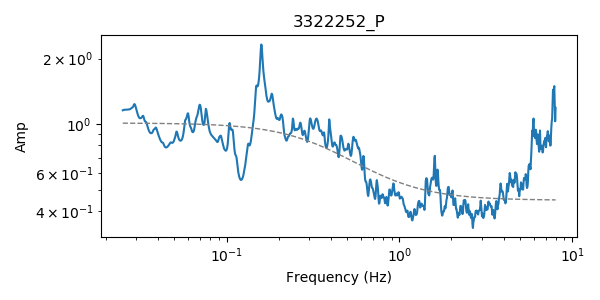 3322252_P
2 × 10⁰
10⁰
6 × 10⁻¹
4 × 10⁻¹
Amp
10⁻¹ 10⁰ 10¹
Frequency (Hz)